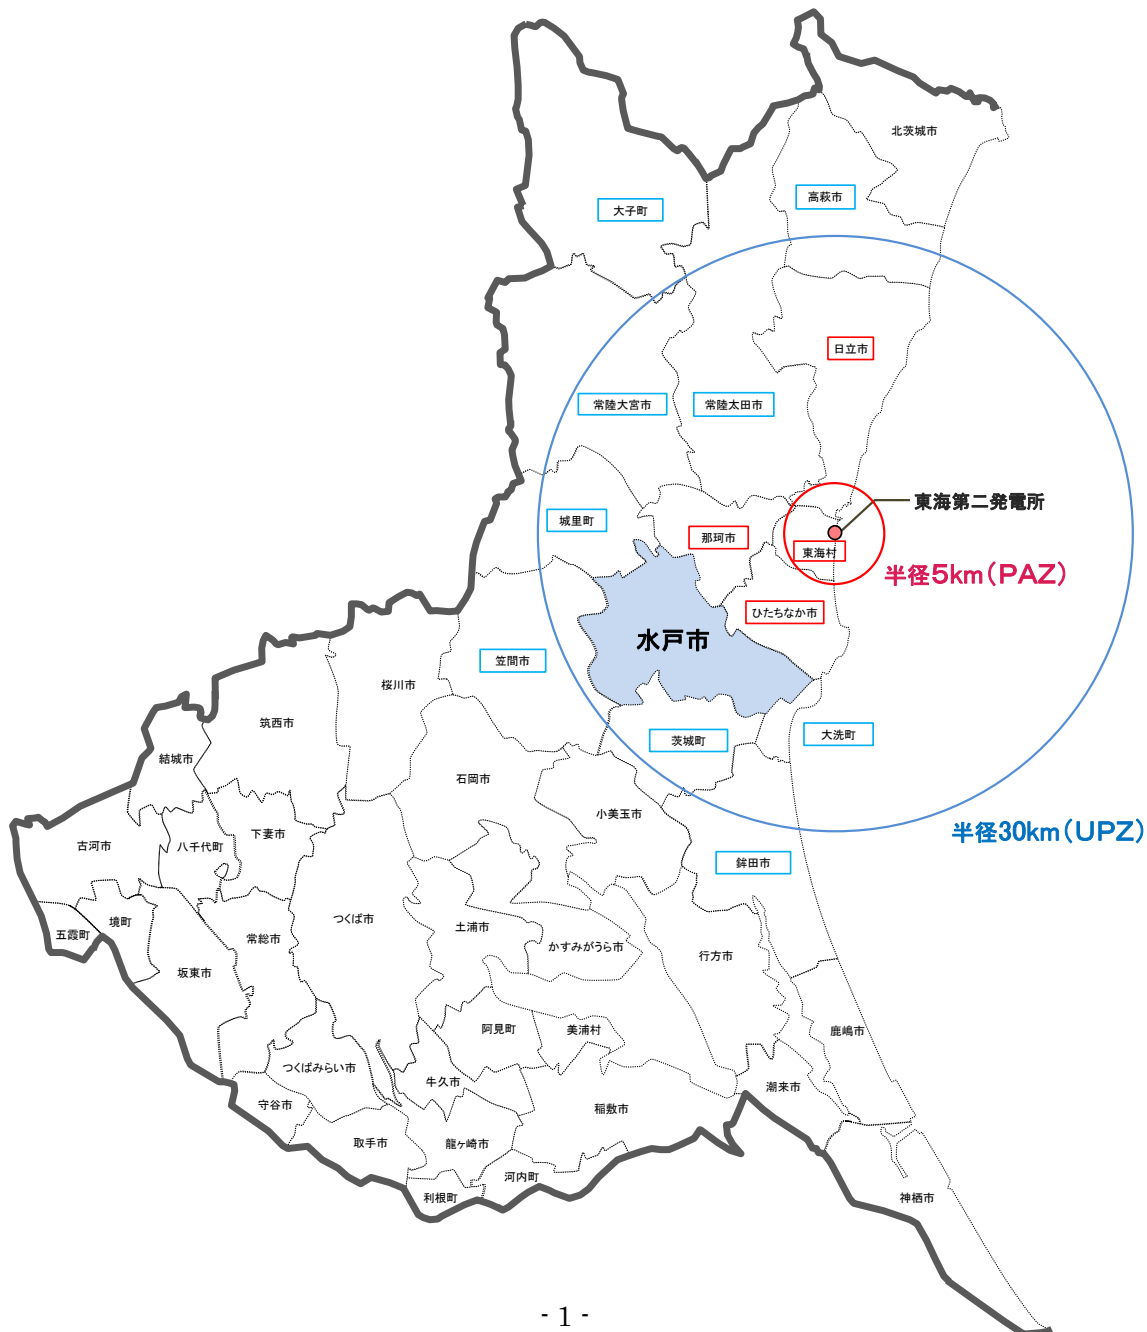 北茨城市
高萩市
大子町
日立市
常陸大宮市
常陸太田市
東海第二発電所
城里町
那珂市
東海村
半径5km(PAZ)
ひたちなか市
水戸市
笠間市
桜川市
筑西市
大洗町
茨城町
結城市
石岡市
小美玉市
半径30km(UPZ)
下妻市
古河市
八千代町
鉾田市
つくば市
境町
土浦市
五霞町
常総市
かすみがうら市
行方市
坂東市
阿見町
美浦村
鹿嶋市
つくばみらい市
牛久市
潮来市
守谷市
稲敷市
取手市
龍ヶ崎市
河内町
利根町
神栖市
- 1 -